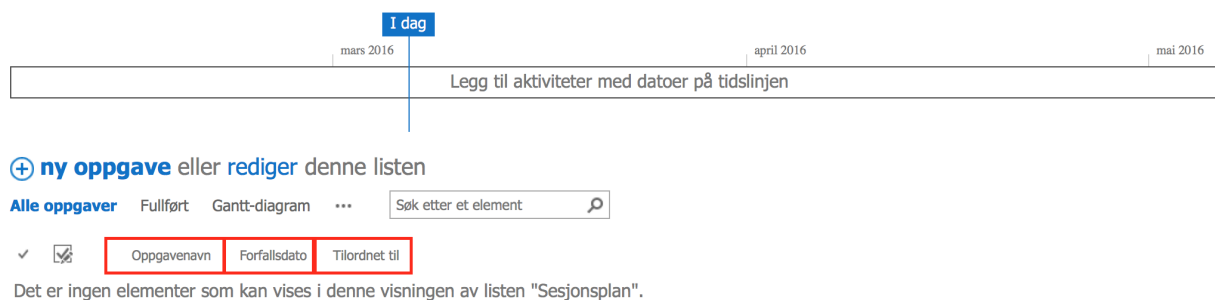 I dag
mars 2016 april 2016 mai 2016
Legg til aktiviteter med datoer på tidslinjen
ny oppgave eller rediger denne listen
Alle oppgaver Fullført Gantt-diagram ··· Søk etter et element
Oppgavenavn Forfallsdato Tilordnet til
Det er ingen elementer som kan vises i denne visningen av listen "Sesjonsplan".